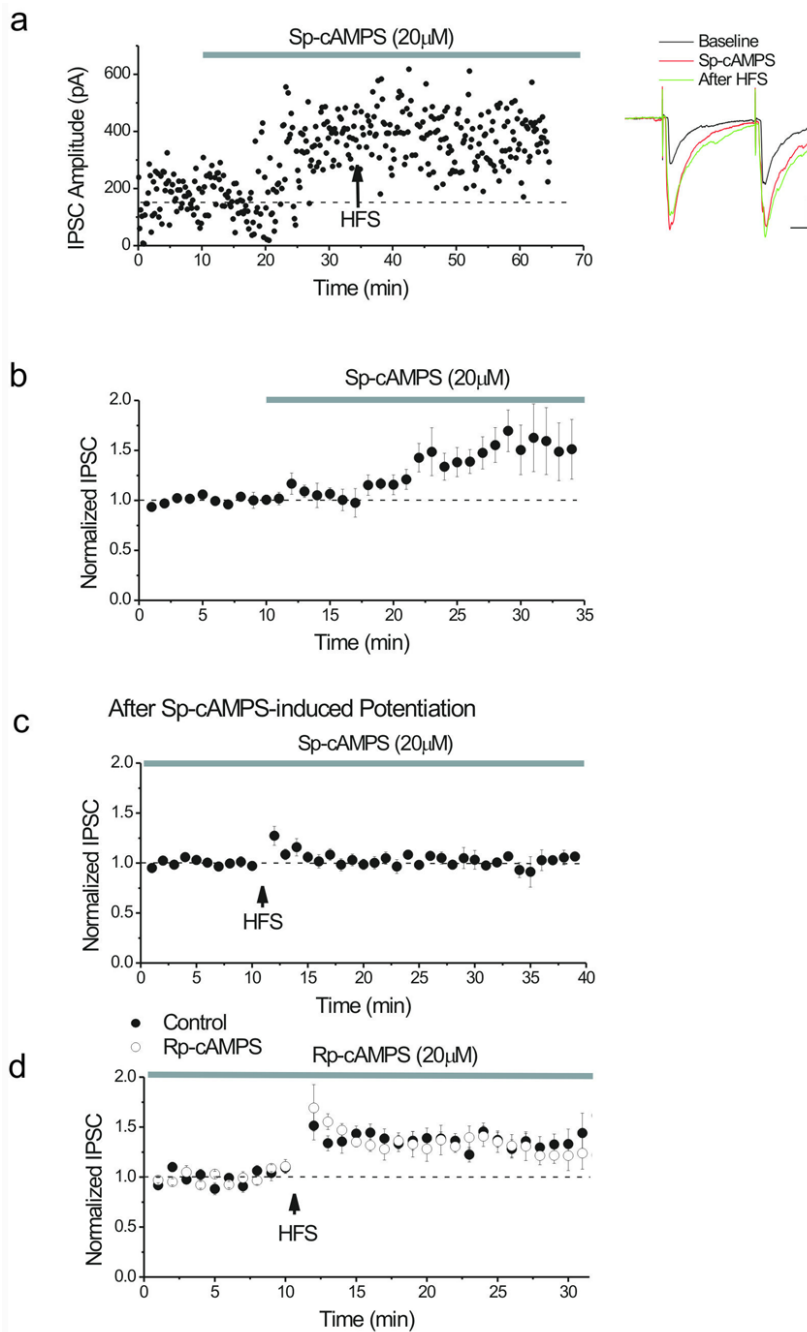 a
Sp-cAMPS (20μM)
IPSC Amplitude (pA)
600
400
200
0
HFS
0 10 20 30 40 50 60 70
Time (min)
Baseline
Sp-cAMPS
After HFS
b
Sp-cAMPS (20μM)
Normalized IPSC
2.0
1.5
1.0
0.5
0.0
0 5 10 15 20 25 30 35
Time (min)
c
After Sp-cAMPS-induced Potentiation
Sp-cAMPS (20μM)
Normalized IPSC
2.0
1.5
1.0
0.5
0.0
HFS
0 5 10 15 20 25 30 35 40
Time (min)
Control
Rp-cAMPS
d
Rp-cAMPS (20μM)
Normalized IPSC
2.0
1.5
1.0
0.5
0.0
HFS
0 5 10 15 20 25 30
Time (min)